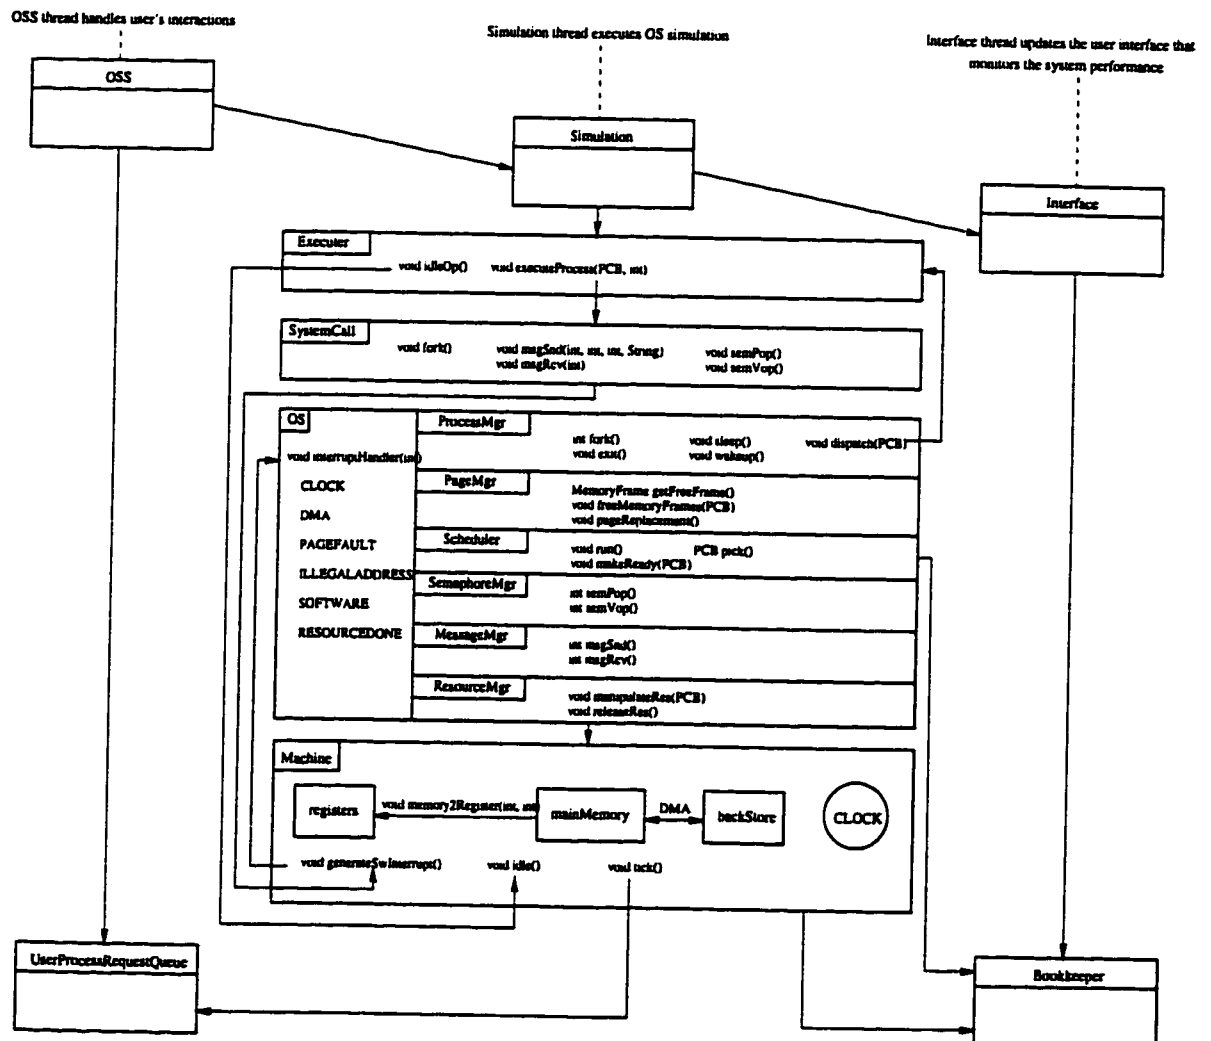 OSS thread handles user's interactions
Simulation thread executes OS simulation
Interface thread updates the user interface that
monitors the system performance
OSS
Simulation
Interface
Executer
void idleOp() void executeProcess(PCB, int)
SystemCall
void fork() void msgSnd(int, int, int, String) void semPop()
void msgRcv(int) void semVop()
OS
ProcessMgr
int fork() void sleep() void dispatch(PCB)
void exit() void wakeup()
void interruptHandler(int)
CLOCK
DMA
PAGEFAULT
ILLEGALADDRESS
SOFTWARE
RESOURCEDONE
PageMgr
MemoryFrame getFreeFrame()
void freeMemoryFrames(PCB)
void pageReplacement()
Scheduler
void run() PCB pick()
void makeReady(PCB)
SemaphoreMgr
int semPop()
int semVop()
MessageMgr
int msgSnd()
int msgRcv()
ResourceMgr
void manipulateRes(PCB)
void releaseRes()
Machine
registers
void memory2Register(int, int)
mainMemory
DMA
backStore
CLOCK
void generateSwInterrupt() void idle() void tick()
UserProcessRequestQueue
Bookkeeper